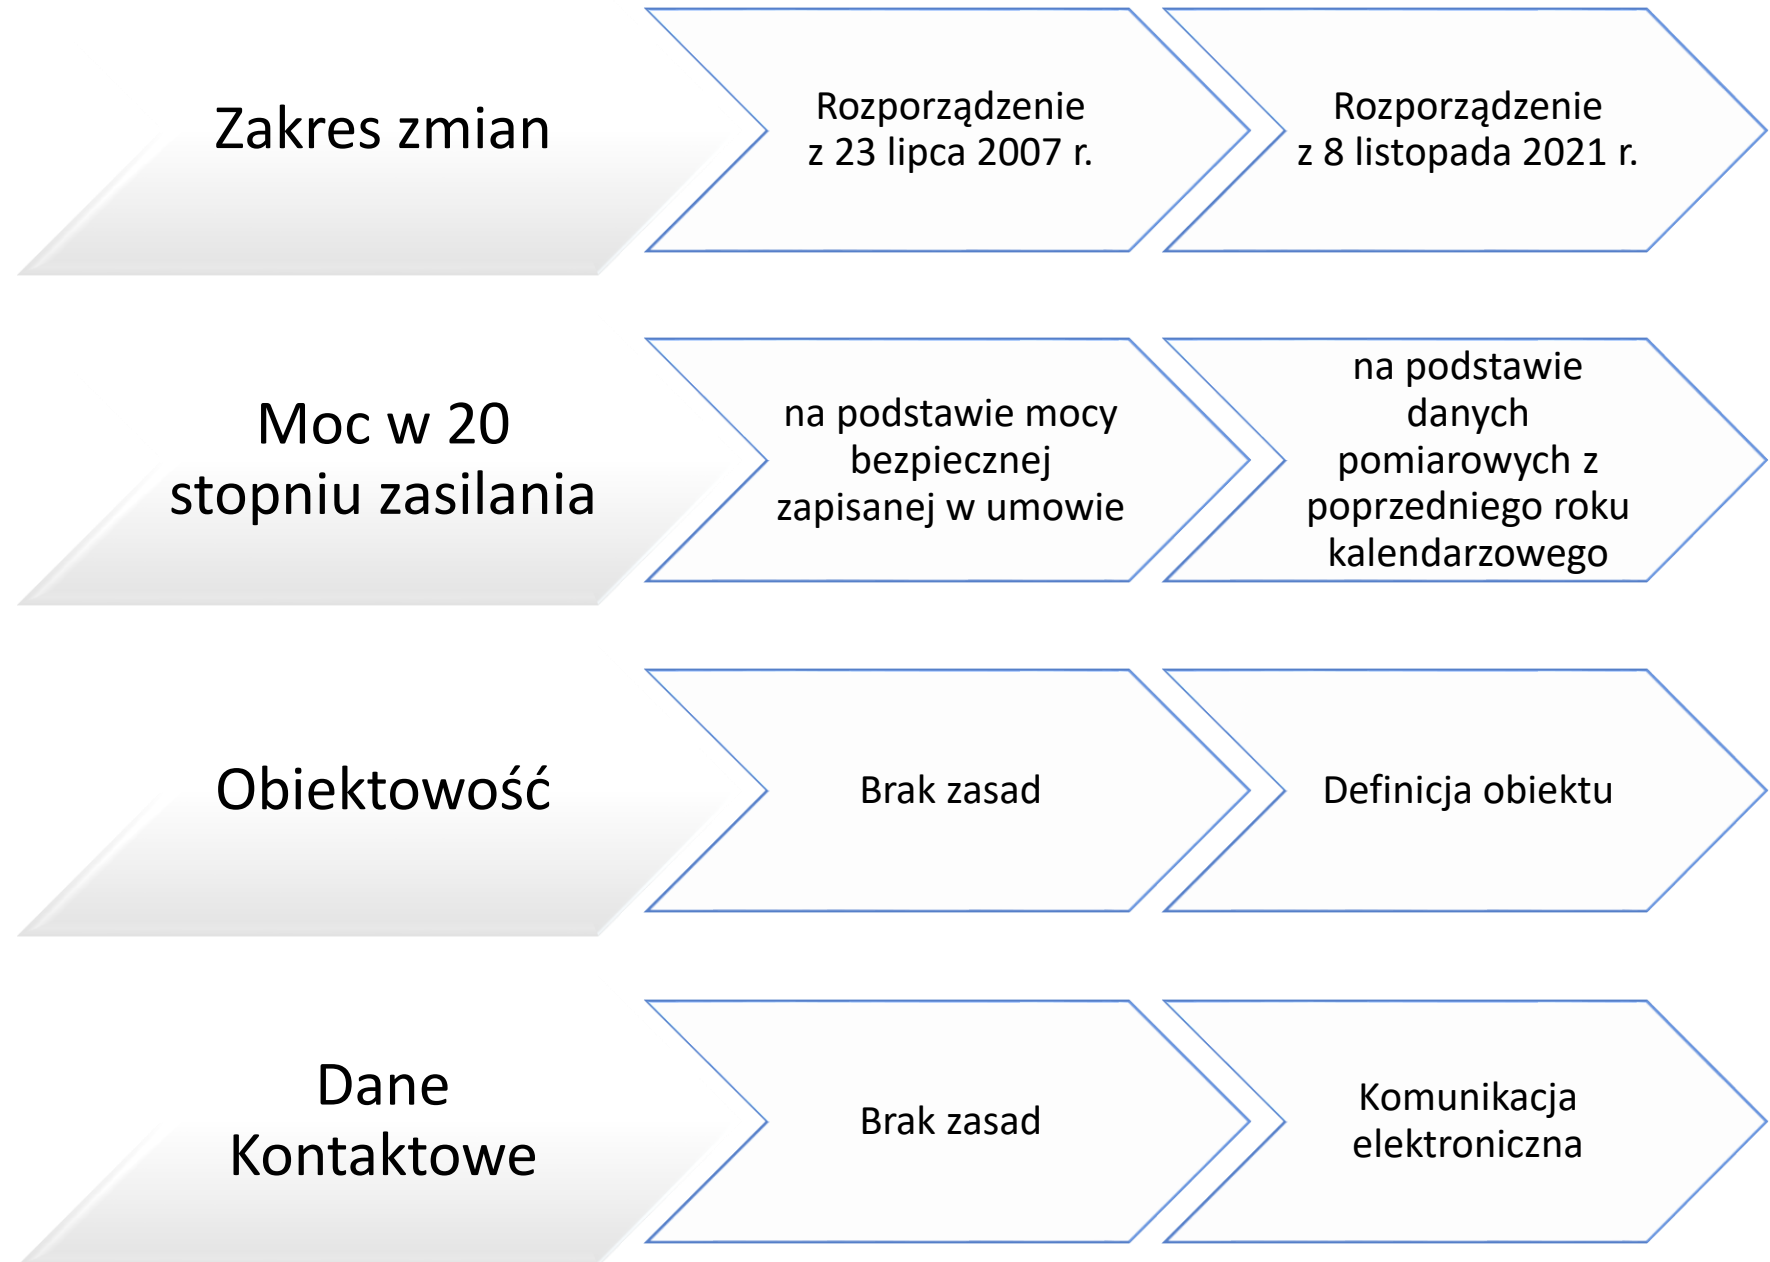 Zakres zmian
Rozporządzenie
z 23 lipca 2007 r.
Rozporządzenie
z 8 listopada 2021 r.
Moc w 20
stopniu zasilania
na podstawie mocy
bezpiecznej
zapisanej w umowie
na podstawie
danych
pomiarowych z
poprzedniego roku
kalendarzowego
Obiektowość
Brak zasad
Definicja obiektu
Dane
Kontaktowe
Brak zasad
Komunikacja
elektroniczna